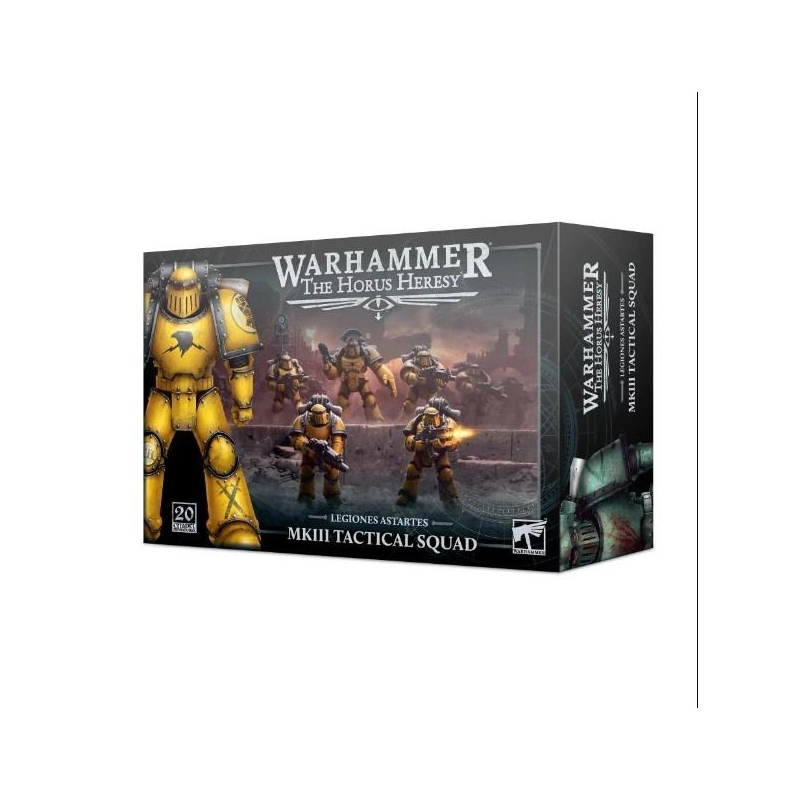 WARHAMMER
THE HORUS HERESY
20
CITADEL
LEGIONES ASTARTES
MKIII TACTICAL SQUAD
WARHAMMER
WARHAMMER
THE HORUS HERESY
LEGIONES ASTARTES
MKIII TACTICAL SQUAD